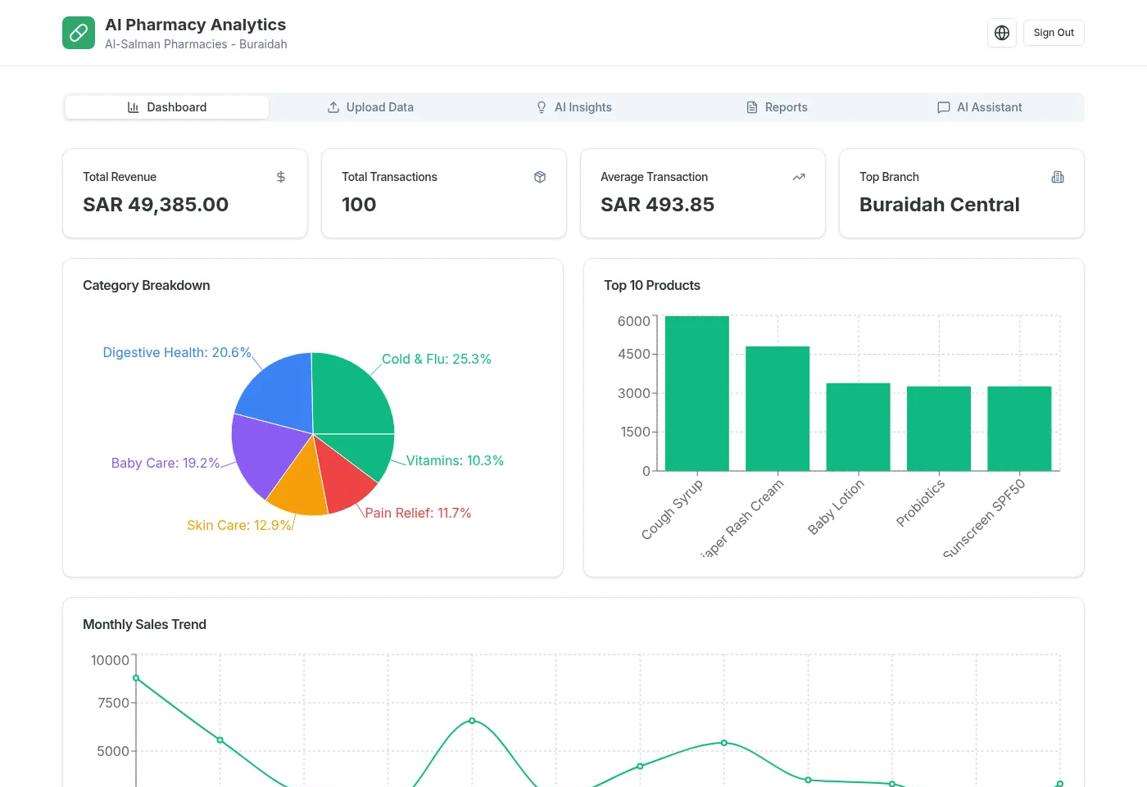 AI Pharmacy Analytics
Al-Salman Pharmacies - Buraidah
Sign Out
Dashboard
Upload Data
AI Insights
Reports
AI Assistant
Total Revenue
SAR 49,385.00
Total Transactions
100
Average Transaction
SAR 493.85
Top Branch
Buraidah Central
Category Breakdown
Digestive Health: 20.6%
Cold & Flu: 25.3%
Baby Care: 19.2%
Vitamins: 10.3%
Skin Care: 12.9%
Pain Relief: 11.7%
Top 10 Products
6000
4500
3000
1500
0
Cough Syrup
iaper Rash Cream
Baby Lotion
Probiotics
Sunscreen SPF50
Monthly Sales Trend
10000
7500
5000